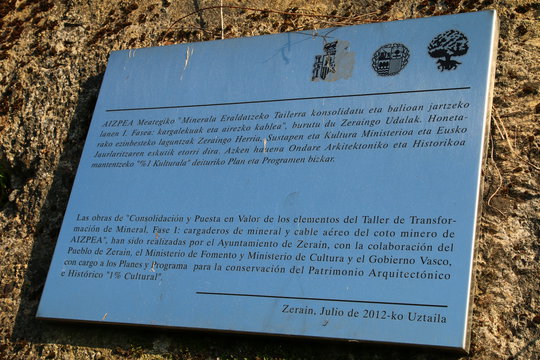 AIZPEA Meategiko "Minerala Eraldatzeko Tailerra konsolidatu eta balioan jartzeko
lanen I. Fasea: kargalekuak eta airezko kablea", burutu du Zeraingo Udalak. Honeta-
rako ezinbesteko laguntzak Zeraingo Herria, Sustapen eta Kultura Ministerioa eta Eusko
Jaurlaritzaren eskutik etorri dira. Azken hauena Ondare Arkitektoniko eta Historikoa
mantentzeko "%1 Kulturala" deituriko Plan eta Programen bizkar.
Las obras de "Consolidación y Puesta en Valor de los elementos del Taller de Transfor-
mación de Mineral, Fase I: cargaderos de mineral y cable aéreo del coto minero de
AIZPEA", han sido realizadas por el Ayuntamiento de Zerain, con la colaboración del
Pueblo de Zerain, el Ministerio de Fomento y Ministerio de Cultura y el Gobierno Vasco,
con cargo a los Planes y Programa para la conservación del Patrimonio Arquitectónico
e Histórico "1% Cultural".
Zerain, Julio de 2012-ko Uztaila